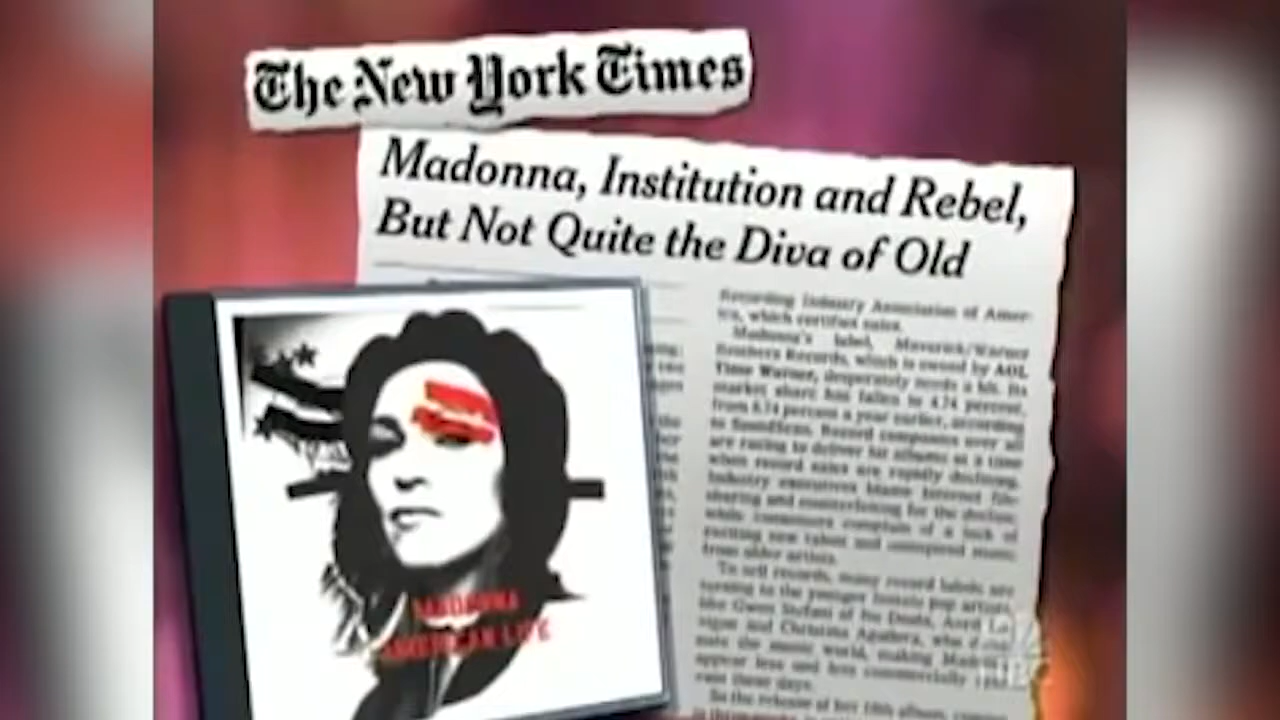 The New York Times
Madonna, Institution and Rebel,
But Not Quite the Diva of Old
Recording Industry Association of Amer-
ica, which certifies sales.
Madonna's label, Maverick/Warner
Brothers Records, which is owned by AOL
Time Warner, desperately needs a hit. Its
market share has fallen to 4.74 percent,
from 6.74 percent a year earlier, according
to SoundScan. Record companies over all
are racing to deliver hit albums at a time
when record sales are rapidly declining.
Industry executives blame Internet file-
sharing and counterfeiting for the decline,
while consumers complain of a lack of
exciting new talent and uninspired music
from older artists.
To sell records, many record labels are
turning to the younger female pop artists
like Gwen Stefani of No Doubt, Avril La-
vigne and Christina Aguilera, who
the music world, making
appear less and less commercially
these days.
So the release of her 10th album,
MADONNA
AMERICAN LIFE